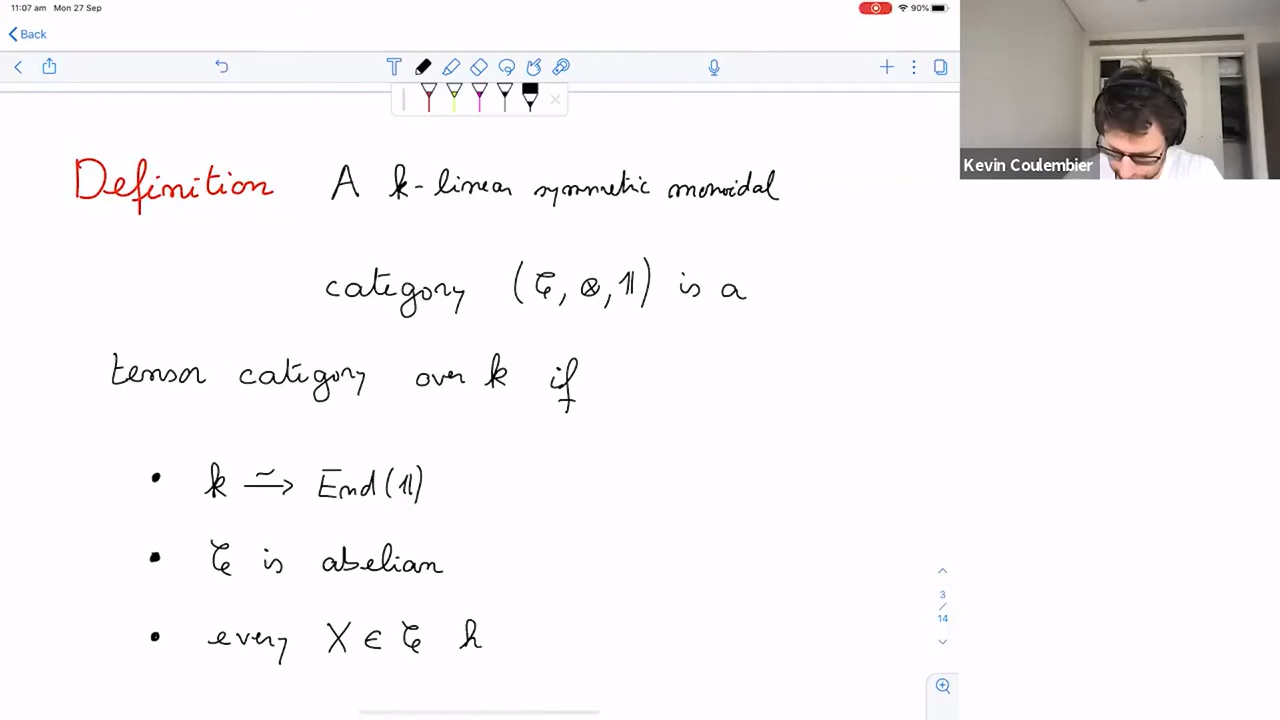 11:07 am Mon 27 Sep
90%
Back
T
Definition A k-linear symmetric monoidal
category (𝒞, ⊗, 𝟙) is a
tensor category over k if
• k ⥲ End(𝟙)
• 𝒞 is abelian
• every X ∈ 𝒞 h
3
/
14
Kevin Coulembier